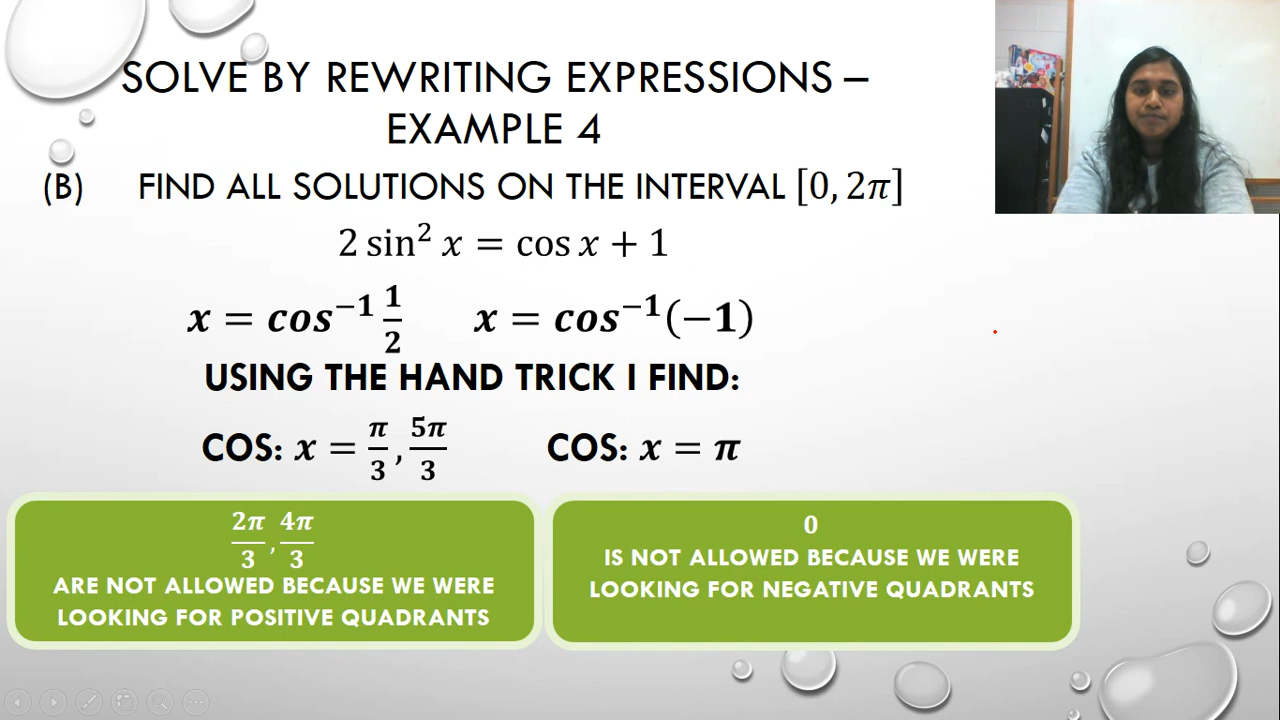 SOLVE BY REWRITING EXPRESSIONS –
EXAMPLE 4
(B) FIND ALL SOLUTIONS ON THE INTERVAL [0, 2π]
2 sin² x = cos x + 1
x = cos⁻¹ 1/2 x = cos⁻¹(−1)
USING THE HAND TRICK I FIND:
COS: x = π/3, 5π/3 COS: x = π
2π/3, 4π/3
ARE NOT ALLOWED BECAUSE WE WERE
LOOKING FOR POSITIVE QUADRANTS
0
IS NOT ALLOWED BECAUSE WE WERE
LOOKING FOR NEGATIVE QUADRANTS